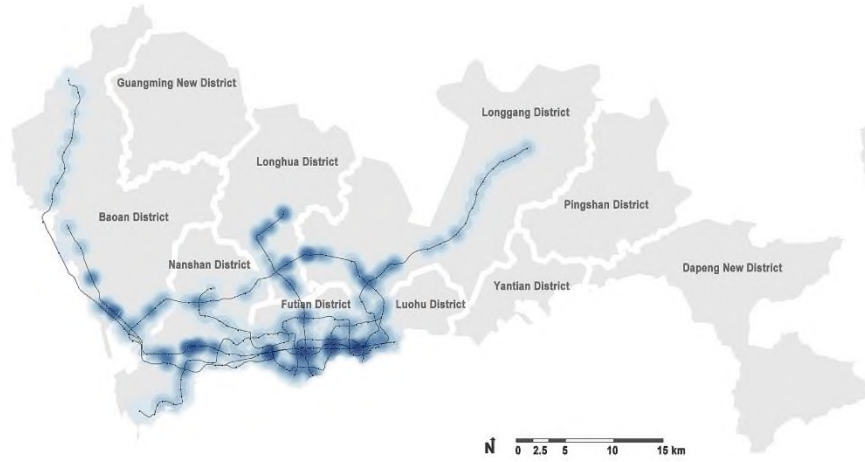 Guangming New District
Longgang District
Longhua District
Pingshan District
Baoan District
Nanshan District
Dapeng New District
Yantian District
Futian District
Luohu District
N
0 2.5 5 10 15 km